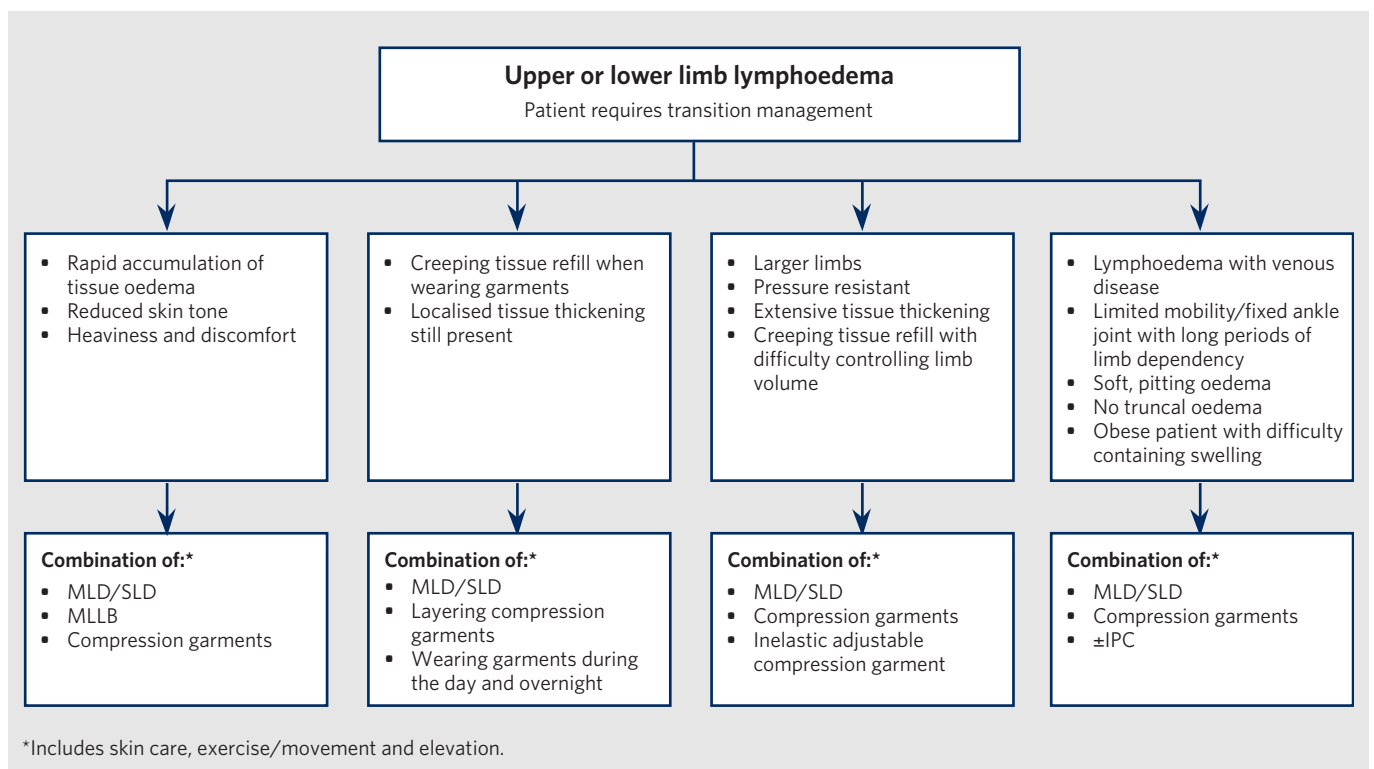 Upper or lower limb lymphoedema
Patient requires transition management
▪ Rapid accumulation of
tissue oedema
▪ Reduced skin tone
▪ Heaviness and discomfort
▪ Creeping tissue refill when
wearing garments
▪ Localised tissue thickening
still present
▪ Larger limbs
▪ Pressure resistant
▪ Extensive tissue thickening
▪ Creeping tissue refill with
difficulty controlling limb
volume
▪ Lymphoedema with venous
disease
▪ Limited mobility/fixed ankle
joint with long periods of
limb dependency
▪ Soft, pitting oedema
▪ No truncal oedema
▪ Obese patient with difficulty
containing swelling
Combination of:*
▪ MLD/SLD
▪ MLLB
▪ Compression garments
Combination of:*
▪ MLD/SLD
▪ Layering compression
garments
▪ Wearing garments during
the day and overnight
Combination of:*
▪ MLD/SLD
▪ Compression garments
▪ Inelastic adjustable
compression garment
Combination of:*
▪ MLD/SLD
▪ Compression garments
▪ ±IPC
*Includes skin care, exercise/movement and elevation.